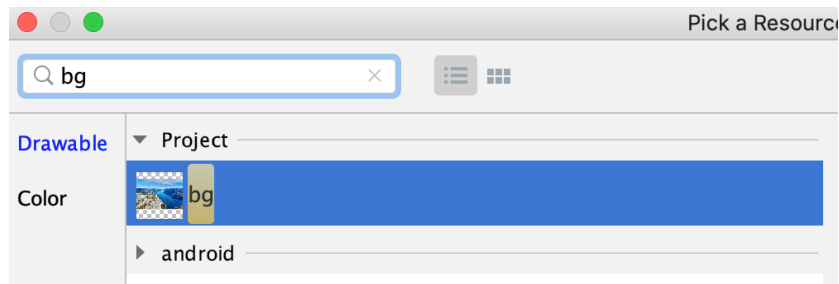 Pick a Resource
bg
Drawable
Project
Color
bg
android